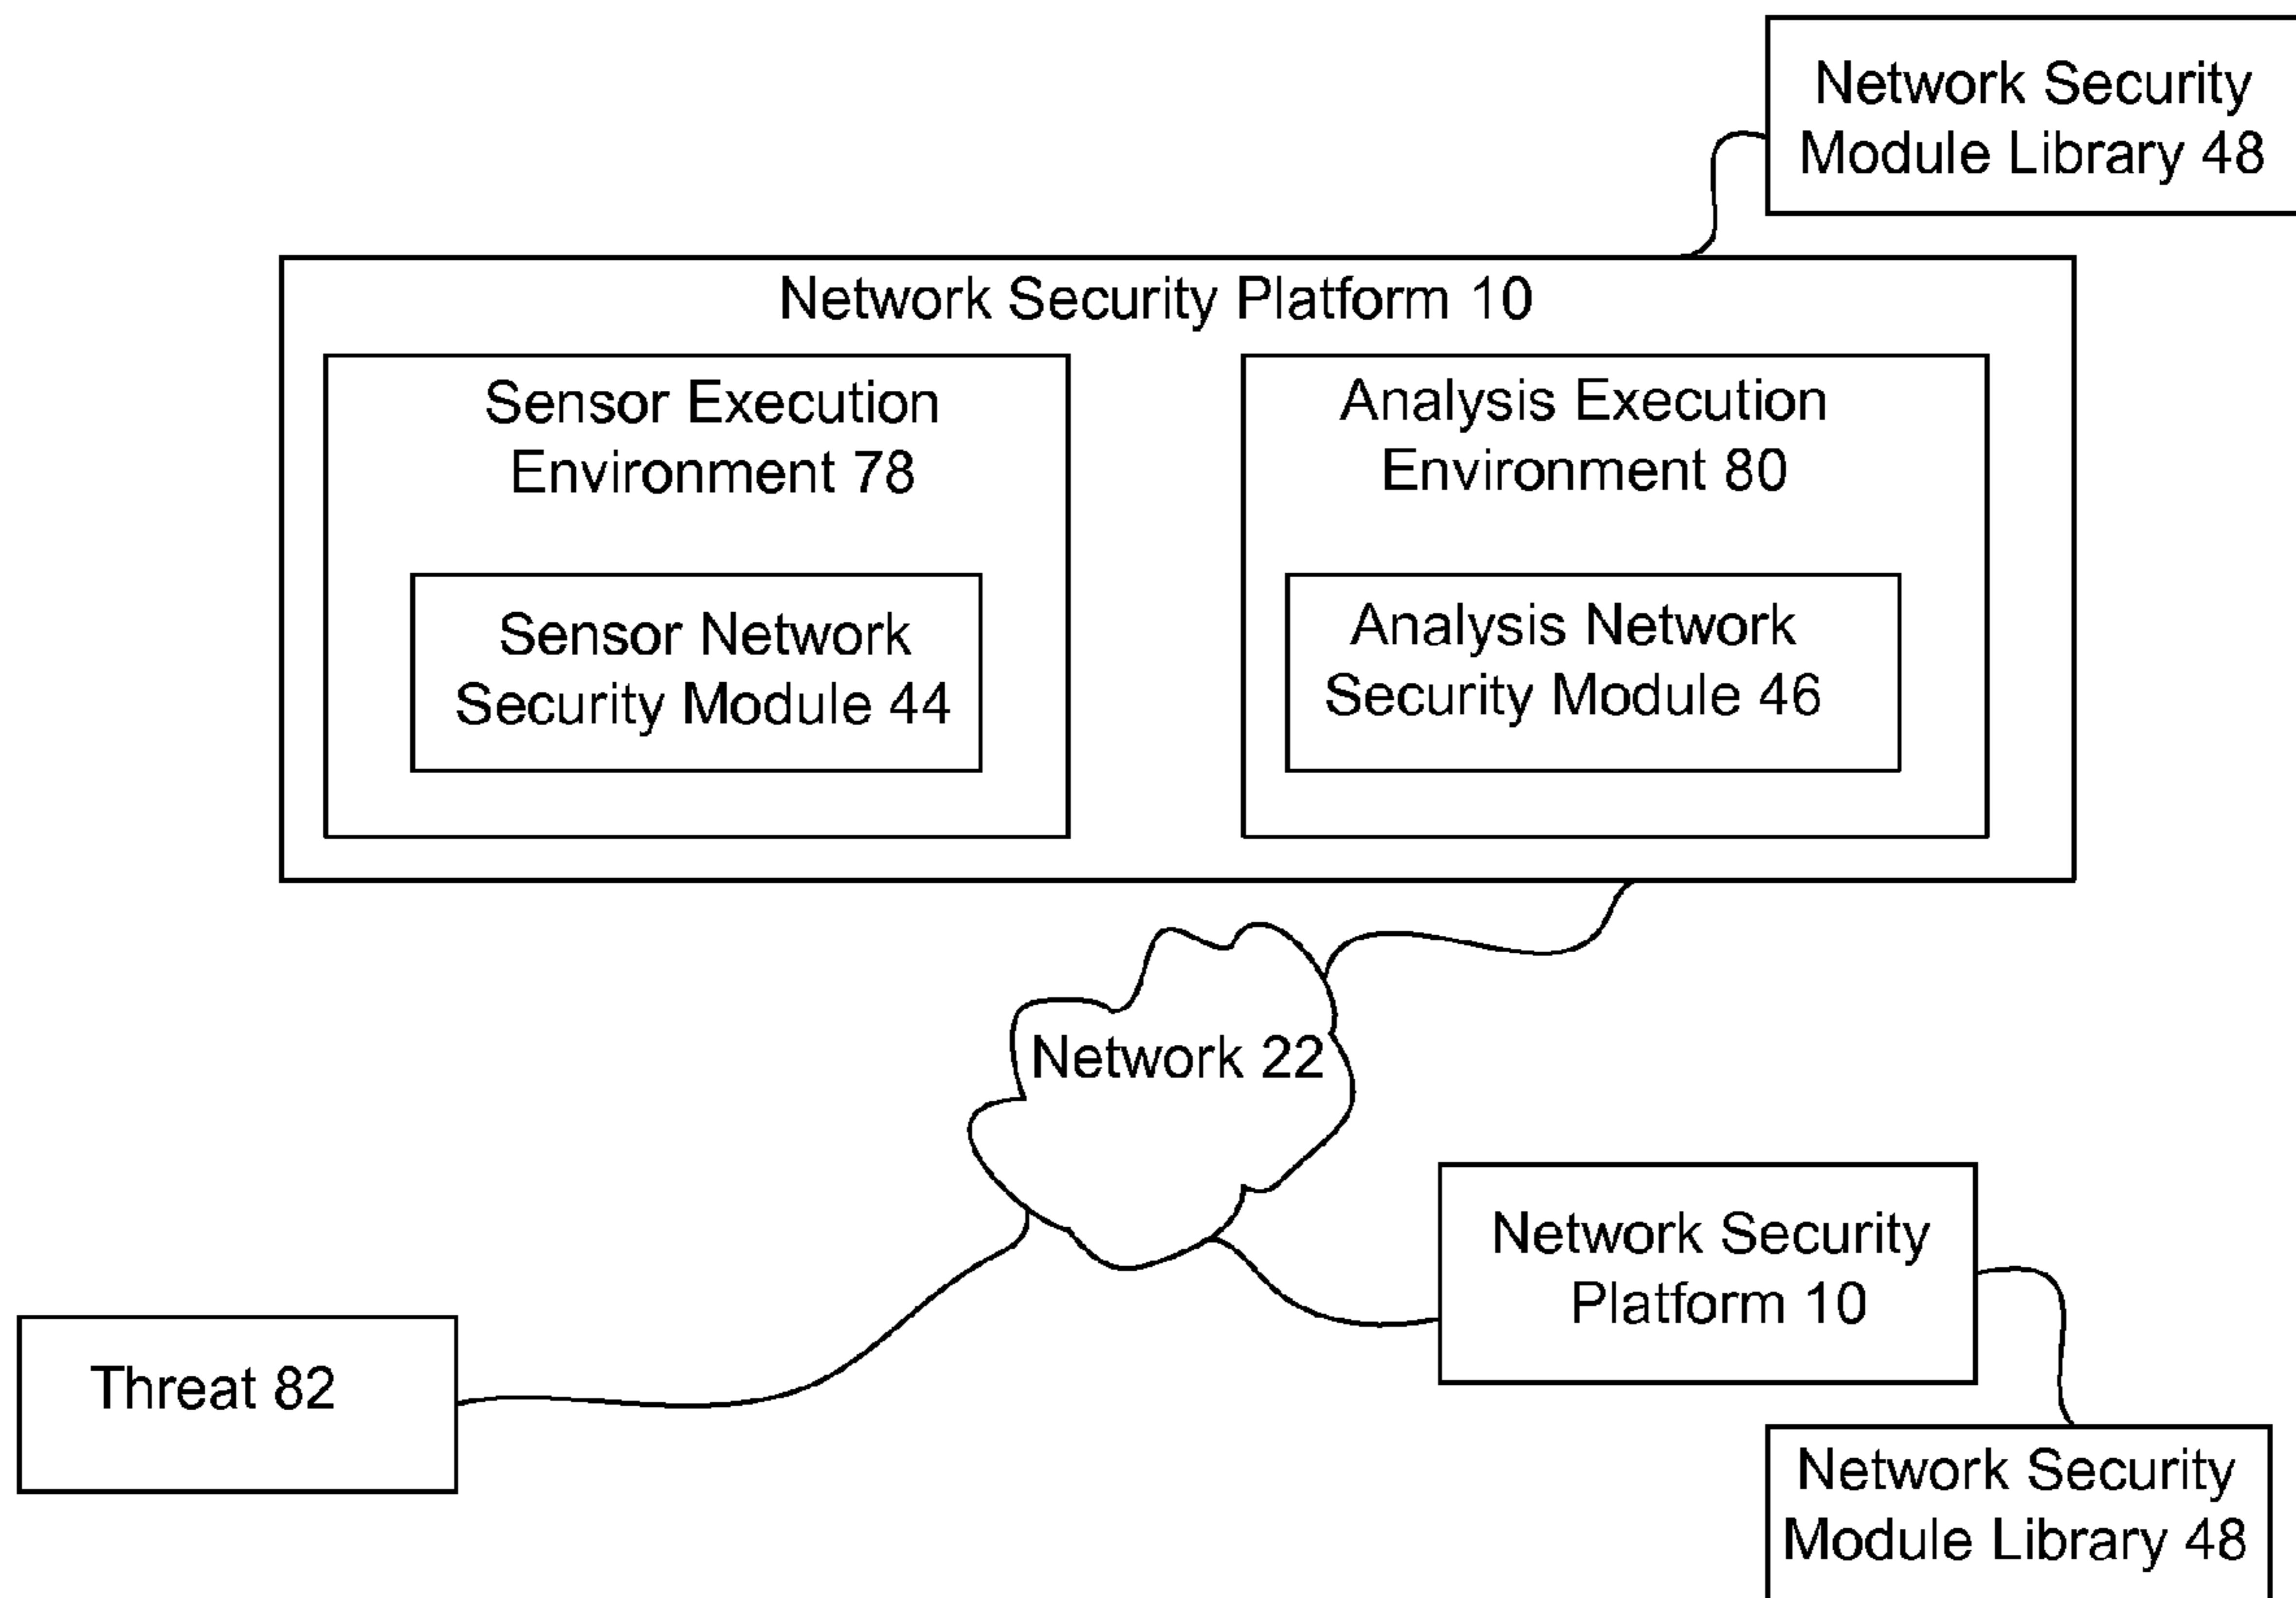 Network Security
Module Library 48
Network Security Platform 10
Sensor Execution
Environment 78
Sensor Network
Security Module 44
Analysis Execution
Environment 80
Analysis Network
Security Module 46
Network 22
Network Security
Platform 10
Threat 82
Network Security
Module Library 48